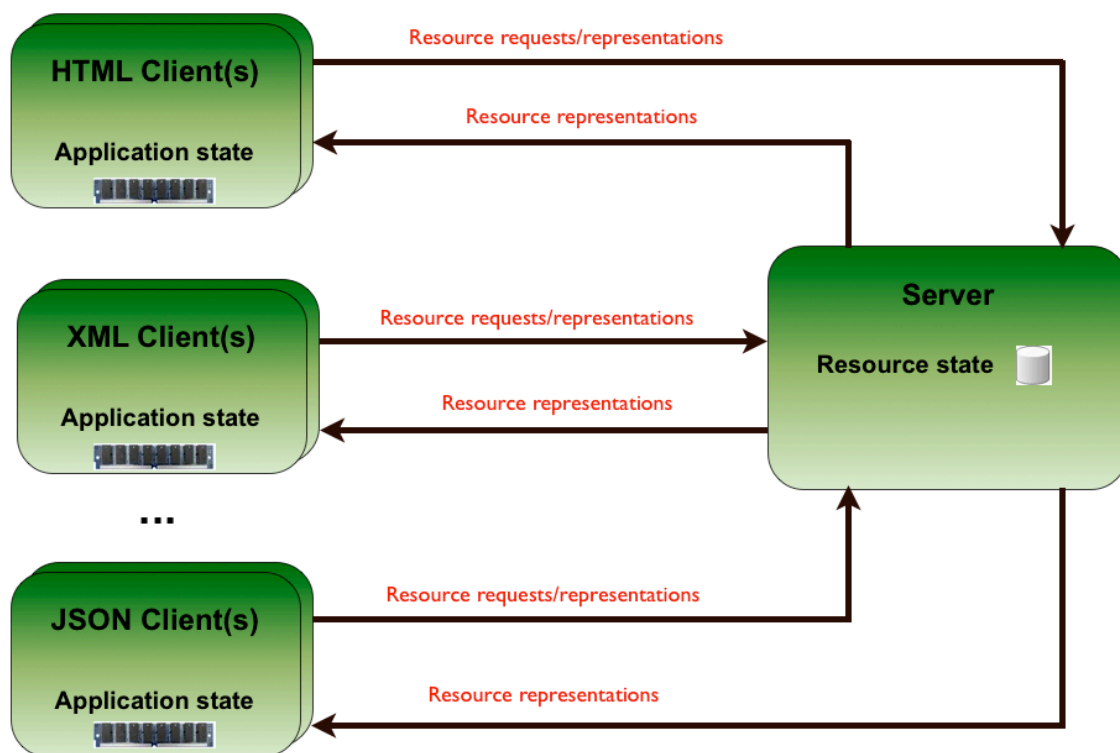 Resource requests/representations
HTML Client(s)
Resource representations
Application state
Server
XML Client(s)
Resource requests/representations
Resource state
Resource representations
Application state
...
JSON Client(s)
Resource requests/representations
Application state
Resource representations